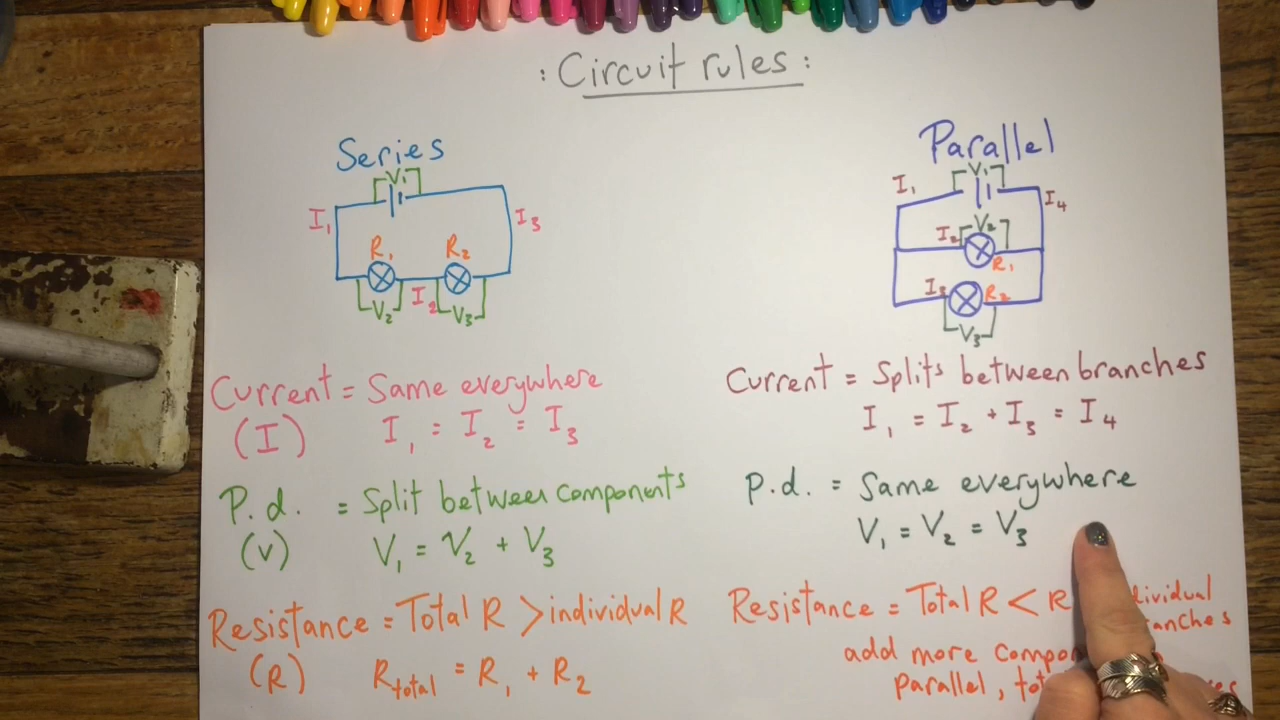 : Circuit rules :
Series
V₁
I₁
I₃
R₁ R₂
I₂
V₂ V₃
Current = Same everywhere
(I) I₁ = I₂ = I₃
P.d. = Split between components
(V) V₁ = V₂ + V₃
Resistance = Total R > individual R
(R) Rtotal = R₁ + R₂
Parallel
V₁
I₁
I₄
V₂
I₂
R₁
I₃
R₂
V₃
Current = Splits between branches
I₁ = I₂ + I₃ = I₄
P.d. = Same everywhere
V₁ = V₂ = V₃
Resistance = Total R < R
add more
parallel,